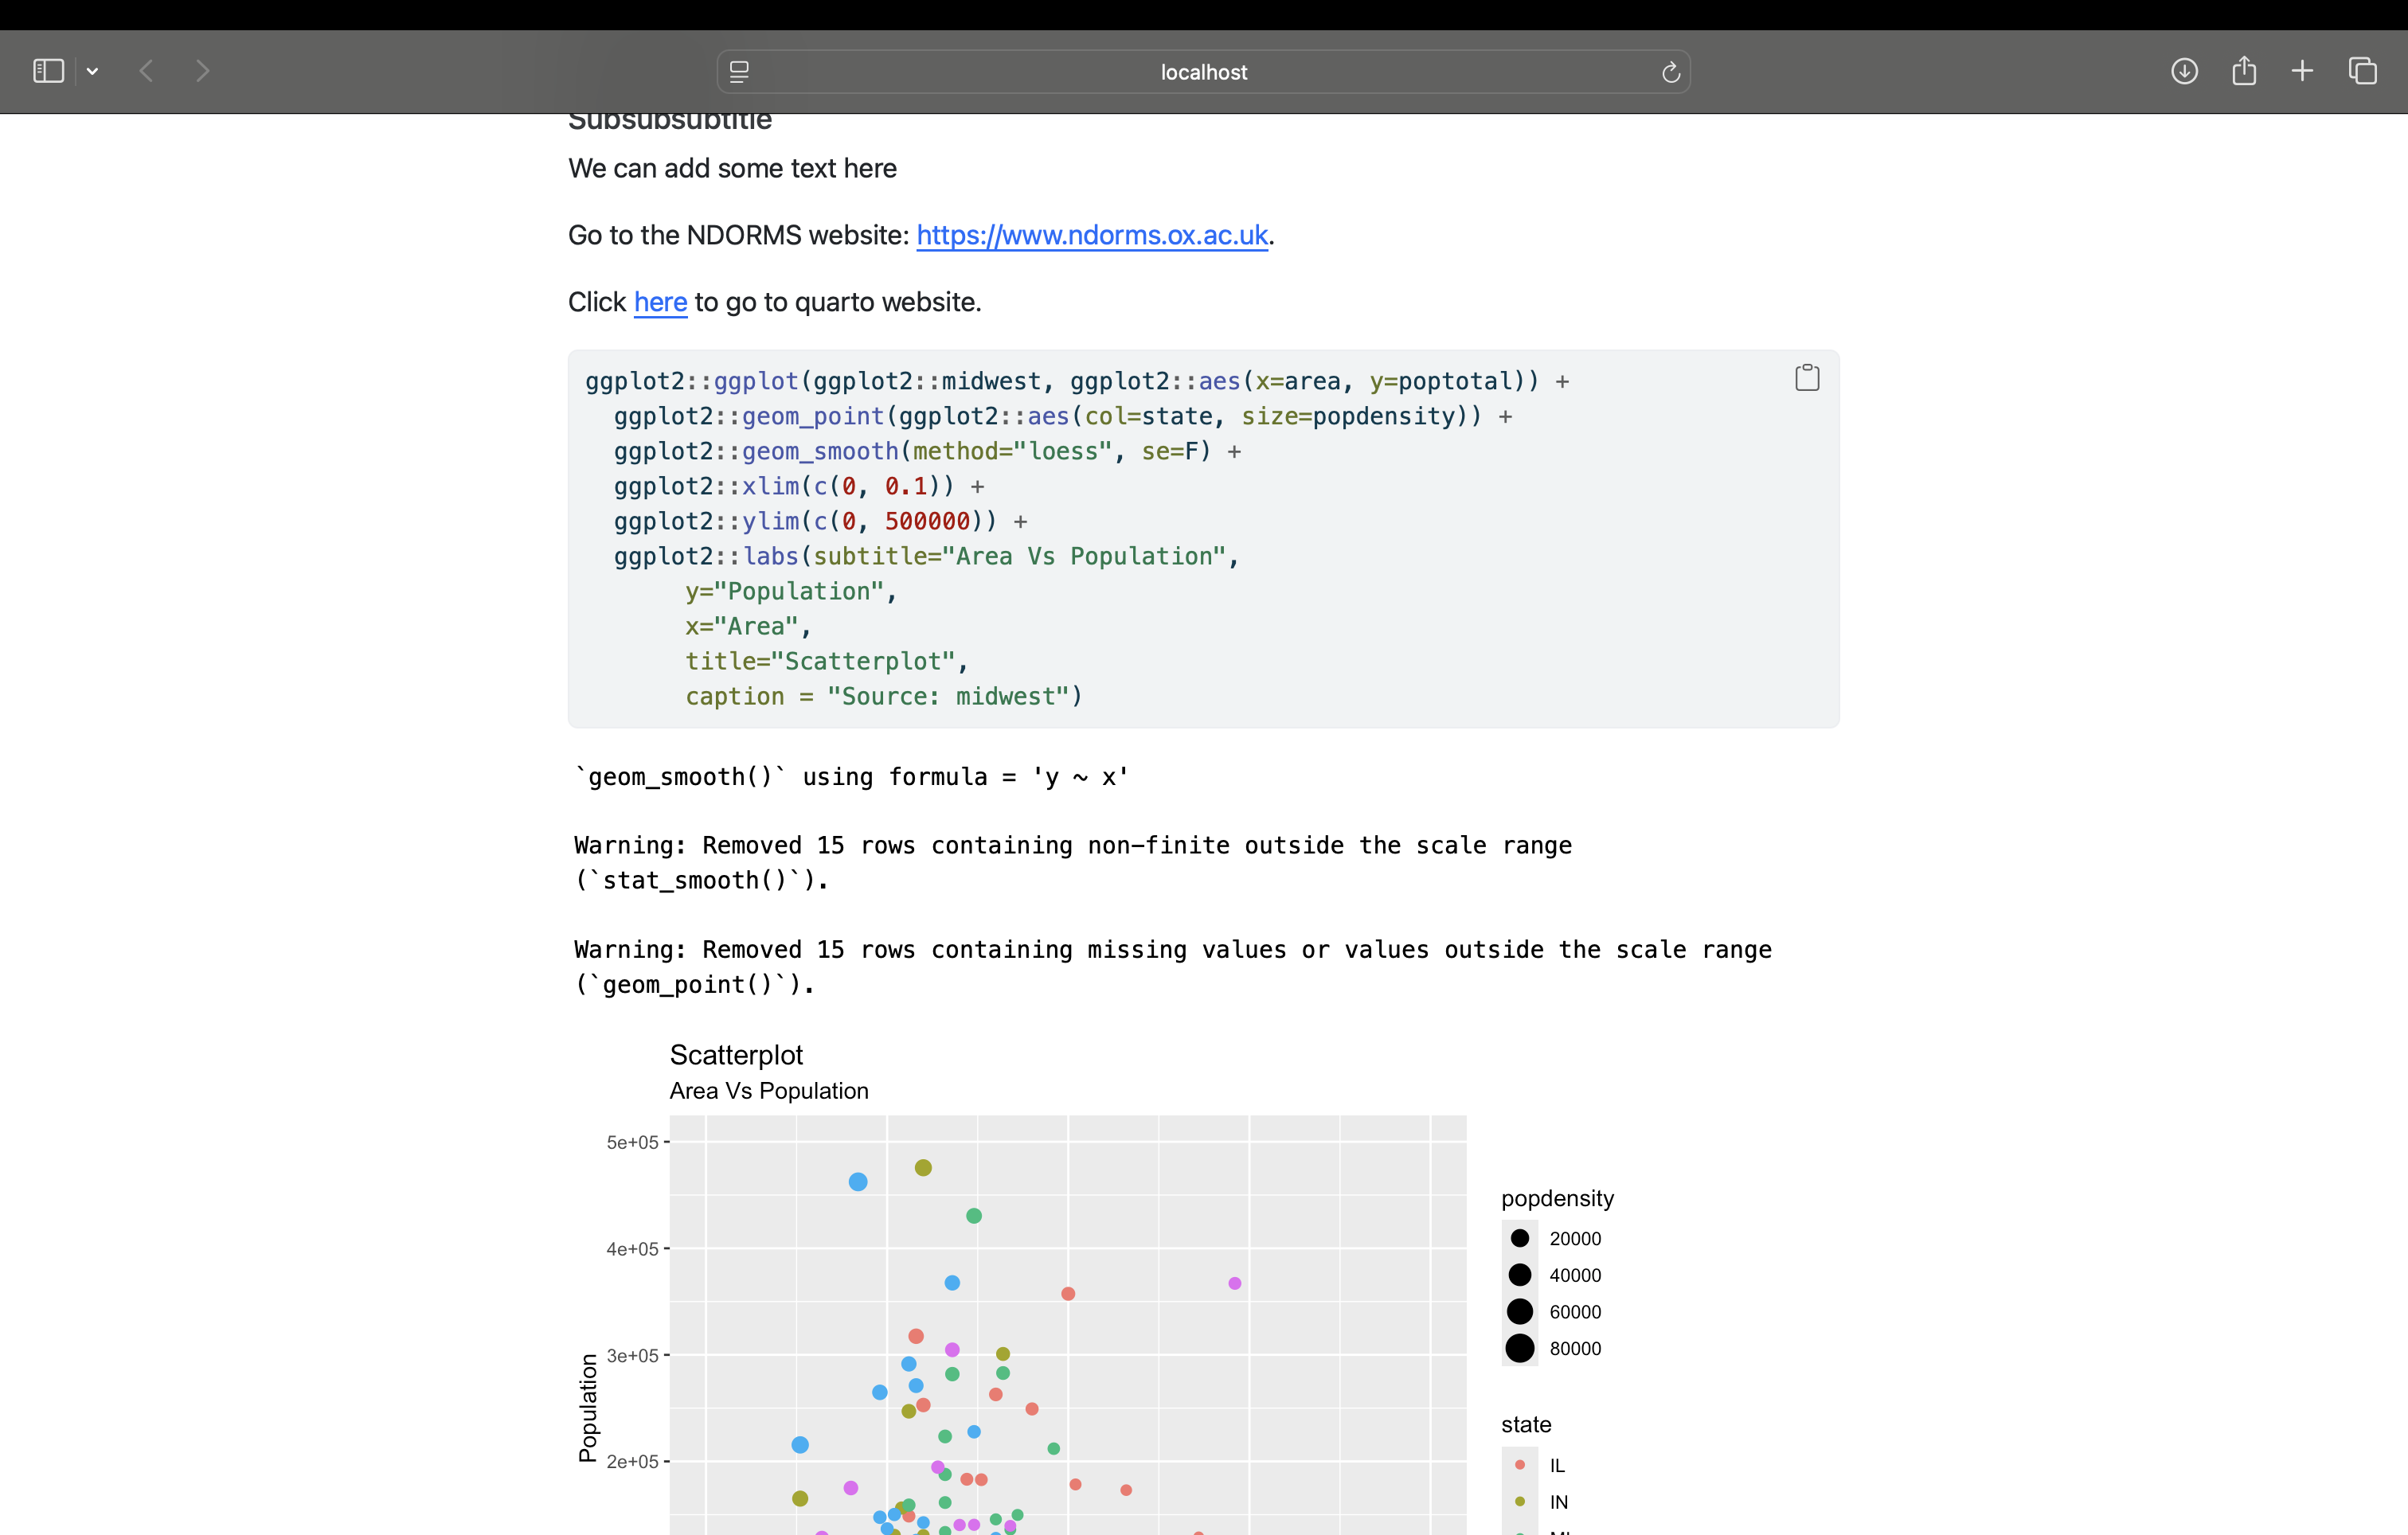 localhost
Subsubsubtitle
We can add some text here
Go to the NDORMS website: https://www.ndorms.ox.ac.uk.
Click here to go to quarto website.
ggplot2::ggplot(ggplot2::midwest, ggplot2::aes(x=area, y=poptotal)) +
  ggplot2::geom_point(ggplot2::aes(col=state, size=popdensity)) +
  ggplot2::geom_smooth(method="loess", se=F) +
  ggplot2::xlim(c(0, 0.1)) +
  ggplot2::ylim(c(0, 500000)) +
  ggplot2::labs(subtitle="Area Vs Population",
       y="Population",
       x="Area",
       title="Scatterplot",
       caption = "Source: midwest")
`geom_smooth()` using formula = 'y ~ x'
Warning: Removed 15 rows containing non-finite outside the scale range
(`stat_smooth()`).
Warning: Removed 15 rows containing missing values or values outside the scale range
(`geom_point()`).
Scatterplot
Area Vs Population
5e+05
4e+05
3e+05
2e+05
Population
popdensity
20000
40000
60000
80000
state
IL
IN